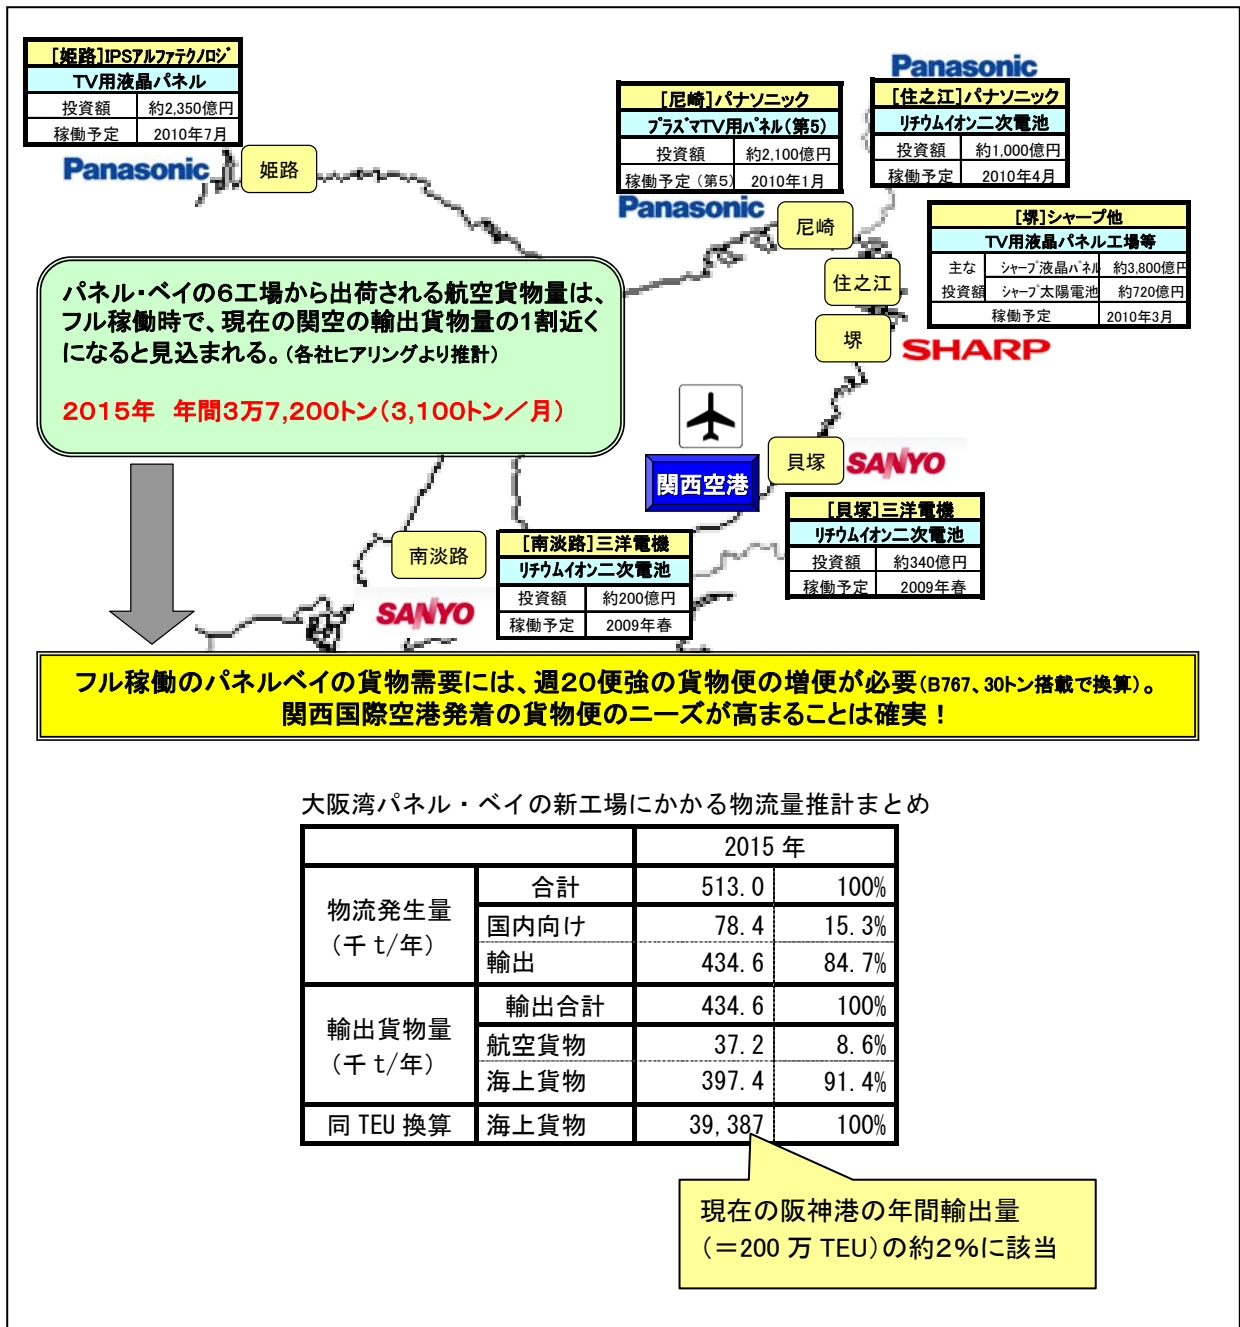 [姫路]IPSアルファテクノロジ
TV用液晶パネル
投資額 約2,350億円
稼働予定 2010年7月
Panasonic
姫路
[尼崎]パナソニック
プラズマTV用パネル(第5)
投資額 約2,100億円
稼働予定(第5) 2010年1月
Panasonic
尼崎
Panasonic
[住之江]パナソニック
リチウムイオン二次電池
投資額 約1,000億円
稼働予定 2010年4月
住之江
[堺]シャープ他
TV用液晶パネル工場等
主な シャープ液晶パネル 約3,800億円
投資額 シャープ太陽電池 約720億円
稼働予定 2010年3月
堺
SHARP
パネル・ベイの6工場から出荷される航空貨物量は、
フル稼働時で、現在の関空の輸出貨物量の1割近く
になると見込まれる。(各社ヒアリングより推計)
2015年 年間3万7,200トン(3,100トン/月)
関西空港
貝塚
SANYO
[貝塚]三洋電機
リチウムイオン二次電池
投資額 約340億円
稼働予定 2009年春
南淡路
SANYO
[南淡路]三洋電機
リチウムイオン二次電池
投資額 約200億円
稼働予定 2009年春
フル稼働のパネルベイの貨物需要には、週20便強の貨物便の増便が必要(B767、30トン搭載で換算)。
関西国際空港発着の貨物便のニーズが高まることは確実!
大阪湾パネル・ベイの新工場にかかる物流量推計まとめ
2015年
物流発生量
(千t/年)
合計 513.0 100%
国内向け 78.4 15.3%
輸出 434.6 84.7%
輸出貨物量
(千t/年)
輸出合計 434.6 100%
航空貨物 37.2 8.6%
海上貨物 397.4 91.4%
同TEU換算 海上貨物 39,387 100%
現在の阪神港の年間輸出量
(=200万TEU)の約2%に該当